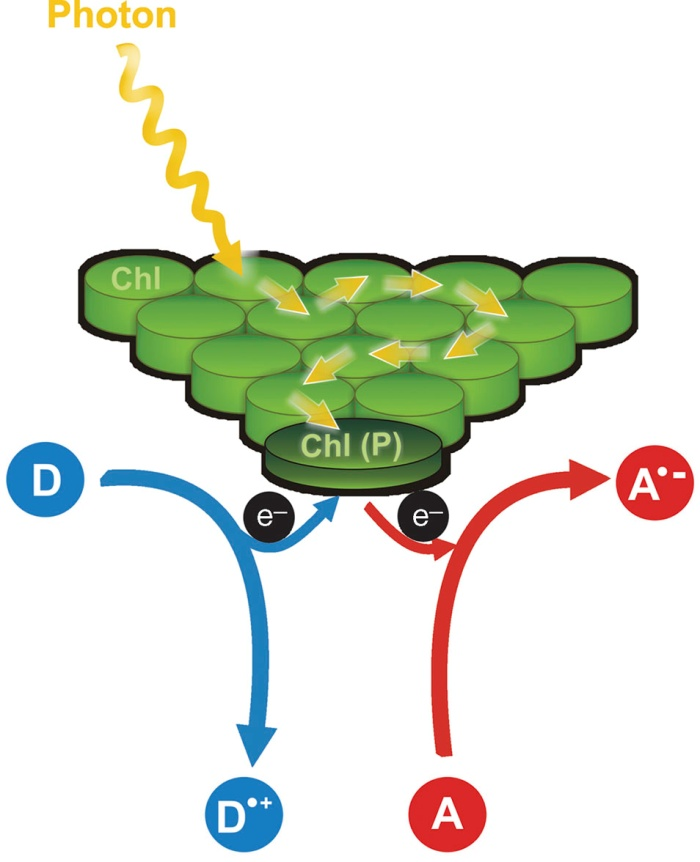 Photon
Chl
Chl (P)
D
e−
e−
A•-
D•+
A